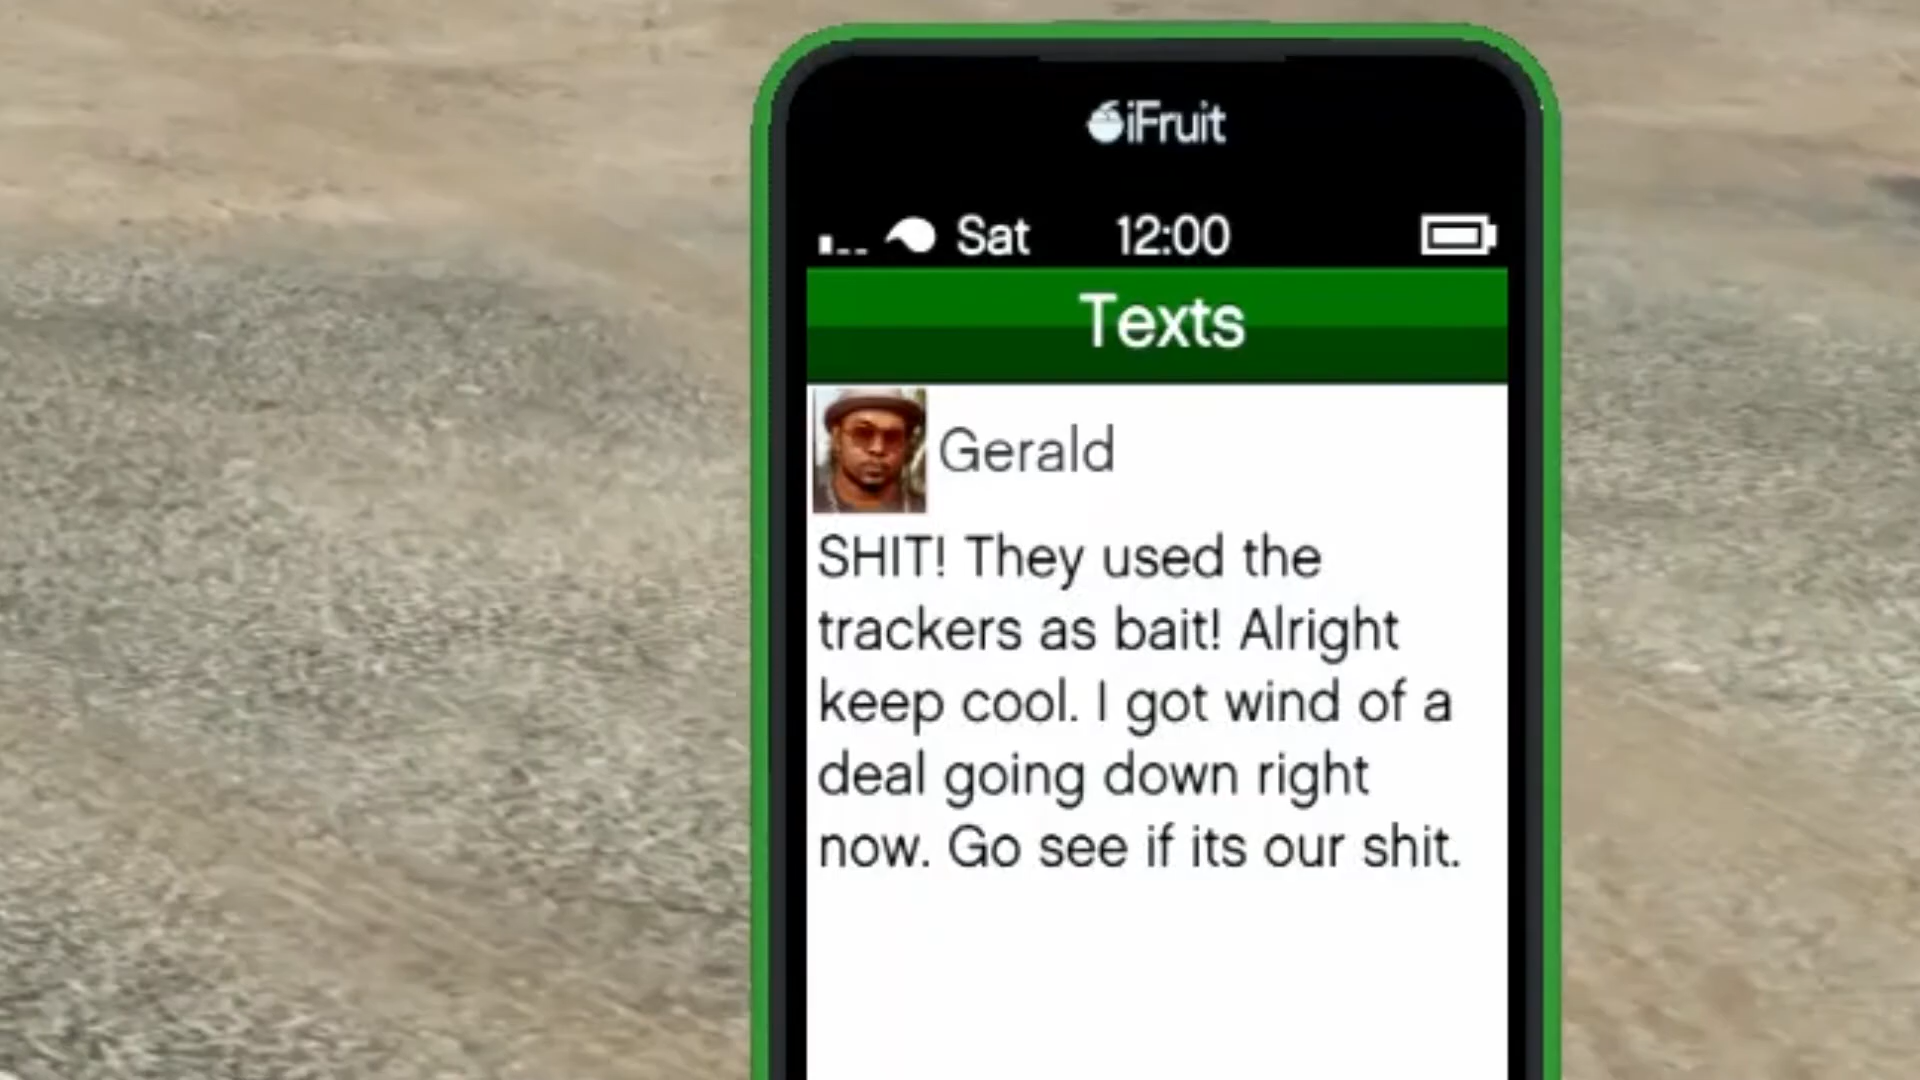 iFruit
Sat 12:00
Texts
Gerald
SHIT! They used the
trackers as bait! Alright
keep cool. I got wind of a
deal going down right
now. Go see if its our shit.